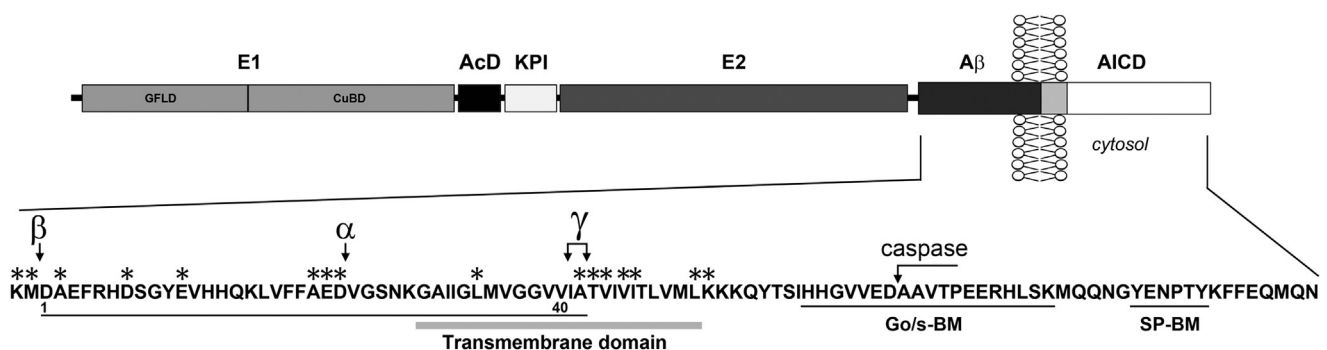 E1 AcD KPI E2 Aβ AICD
GFLD CuBD
cytosol
β α γ caspase
** * * * *** * *** ** **
KMDAEFRHDSGYEVHHQKLVFFAEDVGSNKGAIIGLMVGGVVIATVIVITLVMLKKKQYTSIHHGVVEDAAVTPEERHLSKMQQNGYENPTYKFFEQMQN
1 40 Go/s-BM SP-BM
Transmembrane domain